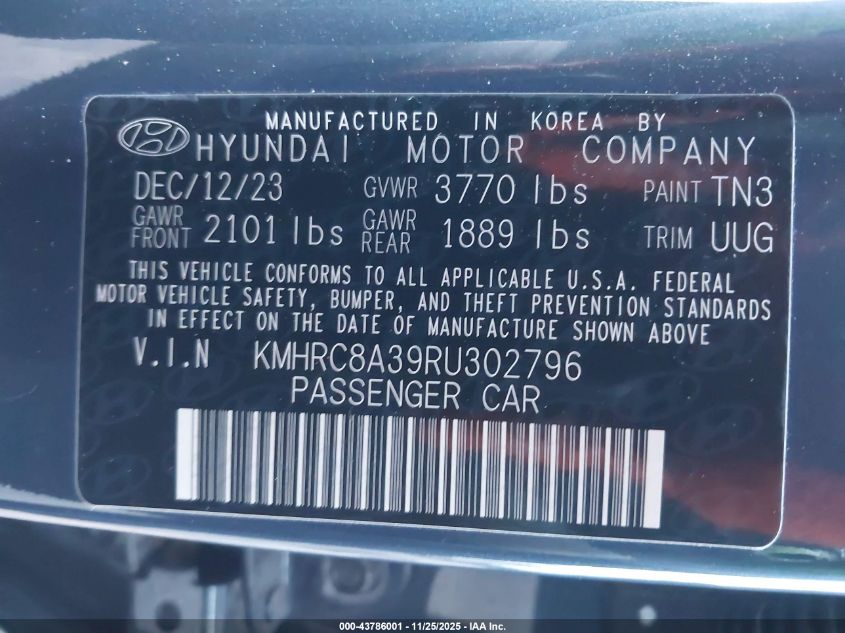 MANUFACTURED IN KOREA BY
HYUNDAI MOTOR COMPANY
DEC/12/23 GVWR 3770 lbs PAINT TN3
GAWR FRONT 2101 lbs GAWR REAR 1889 lbs TRIM UUG
THIS VEHICLE CONFORMS TO ALL APPLICABLE U.S.A. FEDERAL
MOTOR VEHICLE SAFETY, BUMPER, AND THEFT PREVENTION STANDARDS
IN EFFECT ON THE DATE OF MANUFACTURE SHOWN ABOVE
V.I.N KMHRC8A39RU302796
PASSENGER CAR
000-43786001 - 11/25/2025 - IAA Inc.